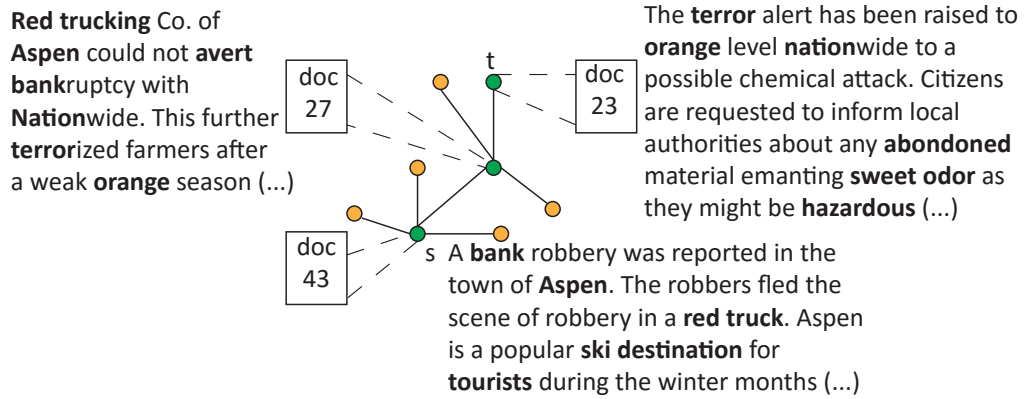 Red trucking Co. of
Aspen could not avert
bankruptcy with
Nationwide. This further
terrorized farmers after
a weak orange season (...)
doc
27
t
doc
23
The terror alert has been raised to
orange level nationwide to a
possible chemical attack. Citizens
are requested to inform local
authorities about any abondoned
material emanting sweet odor as
they might be hazardous (...)
doc
43
s
A bank robbery was reported in the
town of Aspen. The robbers fled the
scene of robbery in a red truck. Aspen
is a popular ski destination for
tourists during the winter months (...)